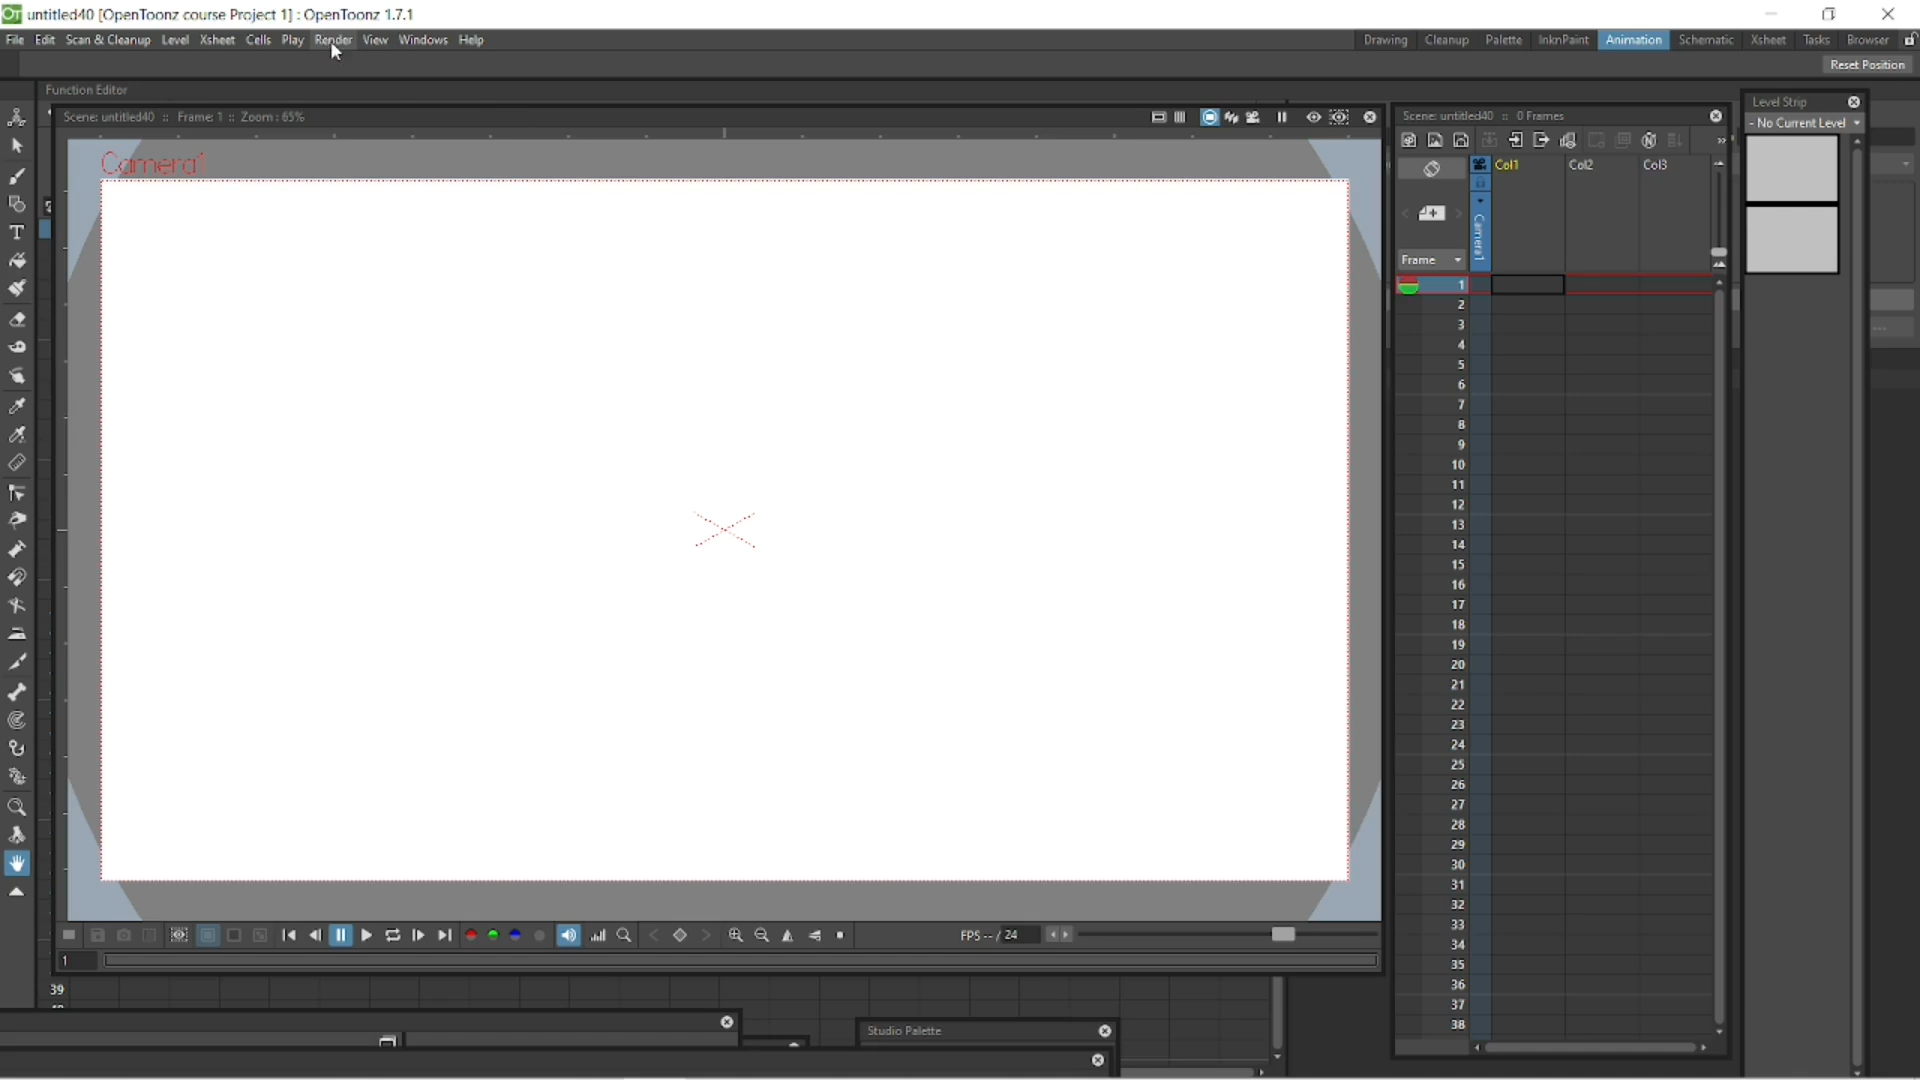 untitled40 [OpenToonz course Project 1] : OpenToonz 1.7.1
File Edit Scan & Cleanup Level Xsheet Cells Play Render View Windows Help
Drawing Cleanup Palette InknPaint Animation Schematic Xsheet Tasks Browser
Reset Position
Function Editor
Scene: untitled40 :: Frame: 1 :: Zoom : 65%
Camera1
Scene: untitled40 :: 0 Frames
Col1 Col2 Col3
Camera1
Frame
1
2
3
4
5
6
7
8
9
10
11
12
13
14
15
16
17
18
19
20
21
22
23
24
25
26
27
28
29
30
31
32
33
34
35
36
37
38
Level Strip
- No Current Level
FPS -- / 24
1
39
Studio Palette